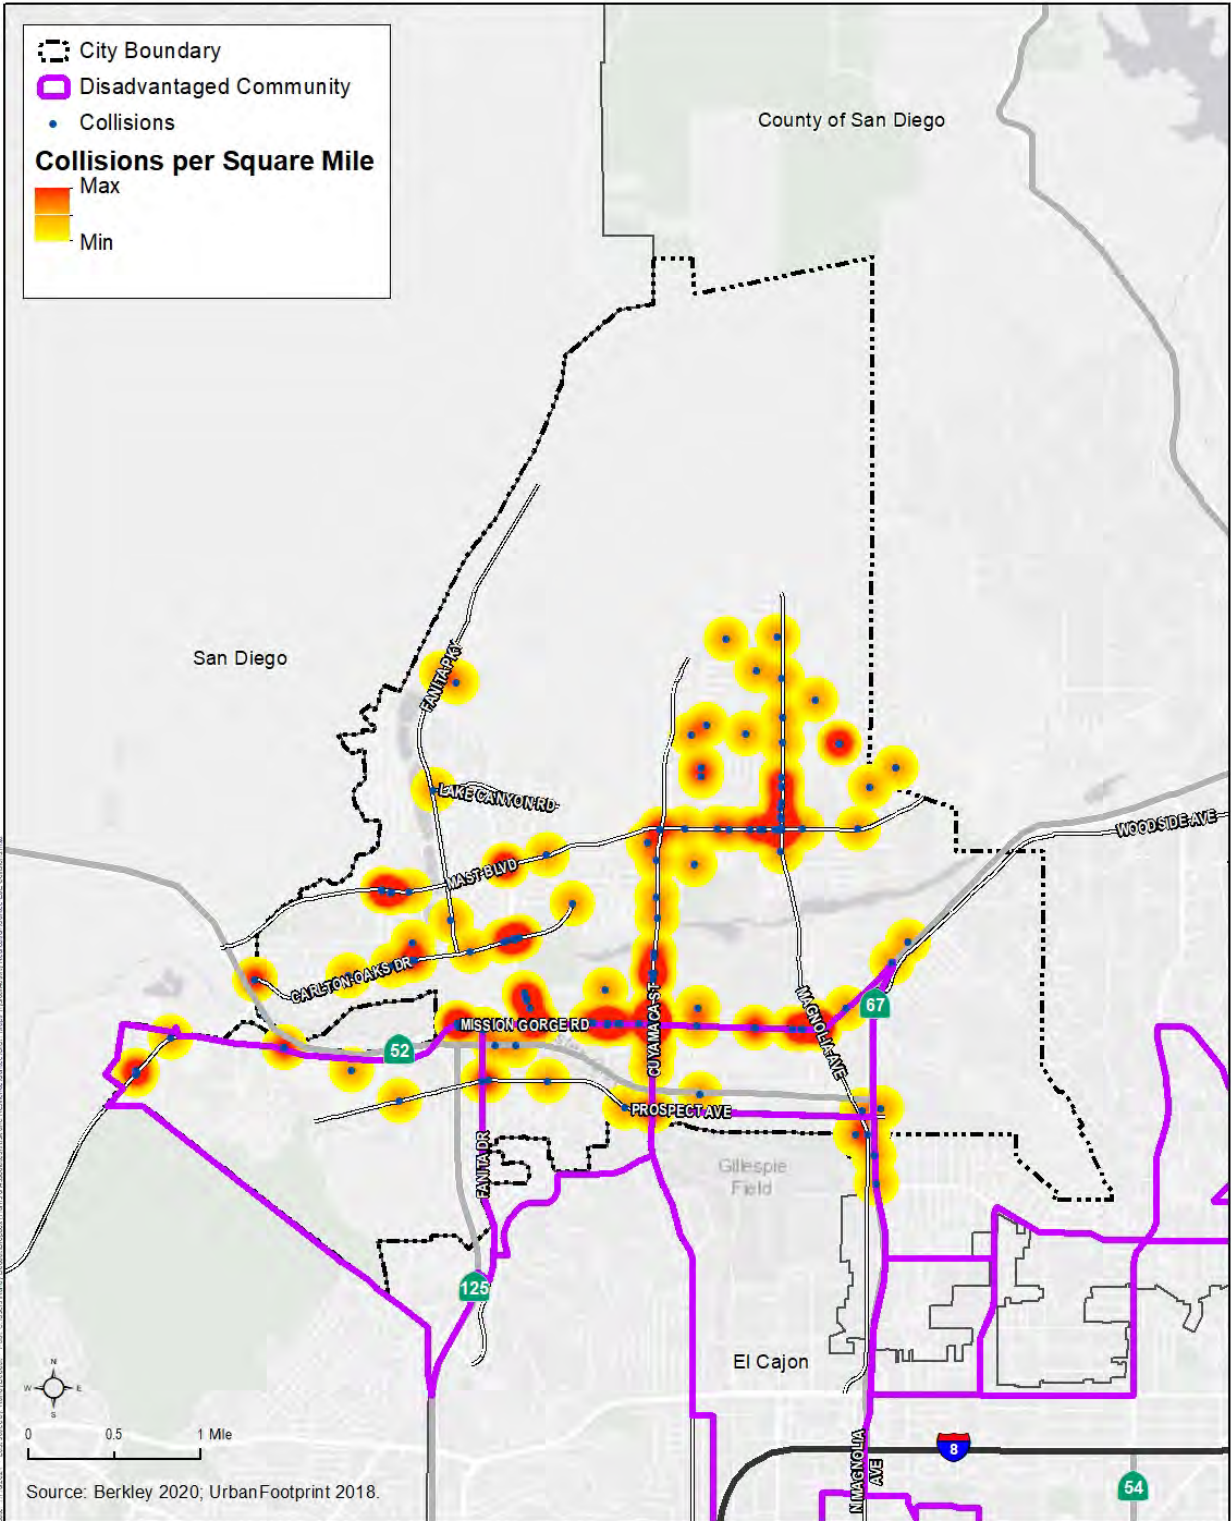 City Boundary
Disadvantaged Community
Collisions
Collisions per Square Mile
Max
Min
County of San Diego
San Diego
FANITA PKY
LAKE CANYON RD
WOODSIDE AVE
MAST BLVD
CARLTON OAKS DR
MISSION GORGE RD
CUYAMACA ST
MAGNOLIA AVE
67
52
PROSPECT AVE
FANITA DR
Gillespie
Field
125
El Cajon
N
W
E
S
0
0.5
1 Mile
8
N MAGNOLIA
AVE
54
Source: Berkley 2020; UrbanFootprint 2018.